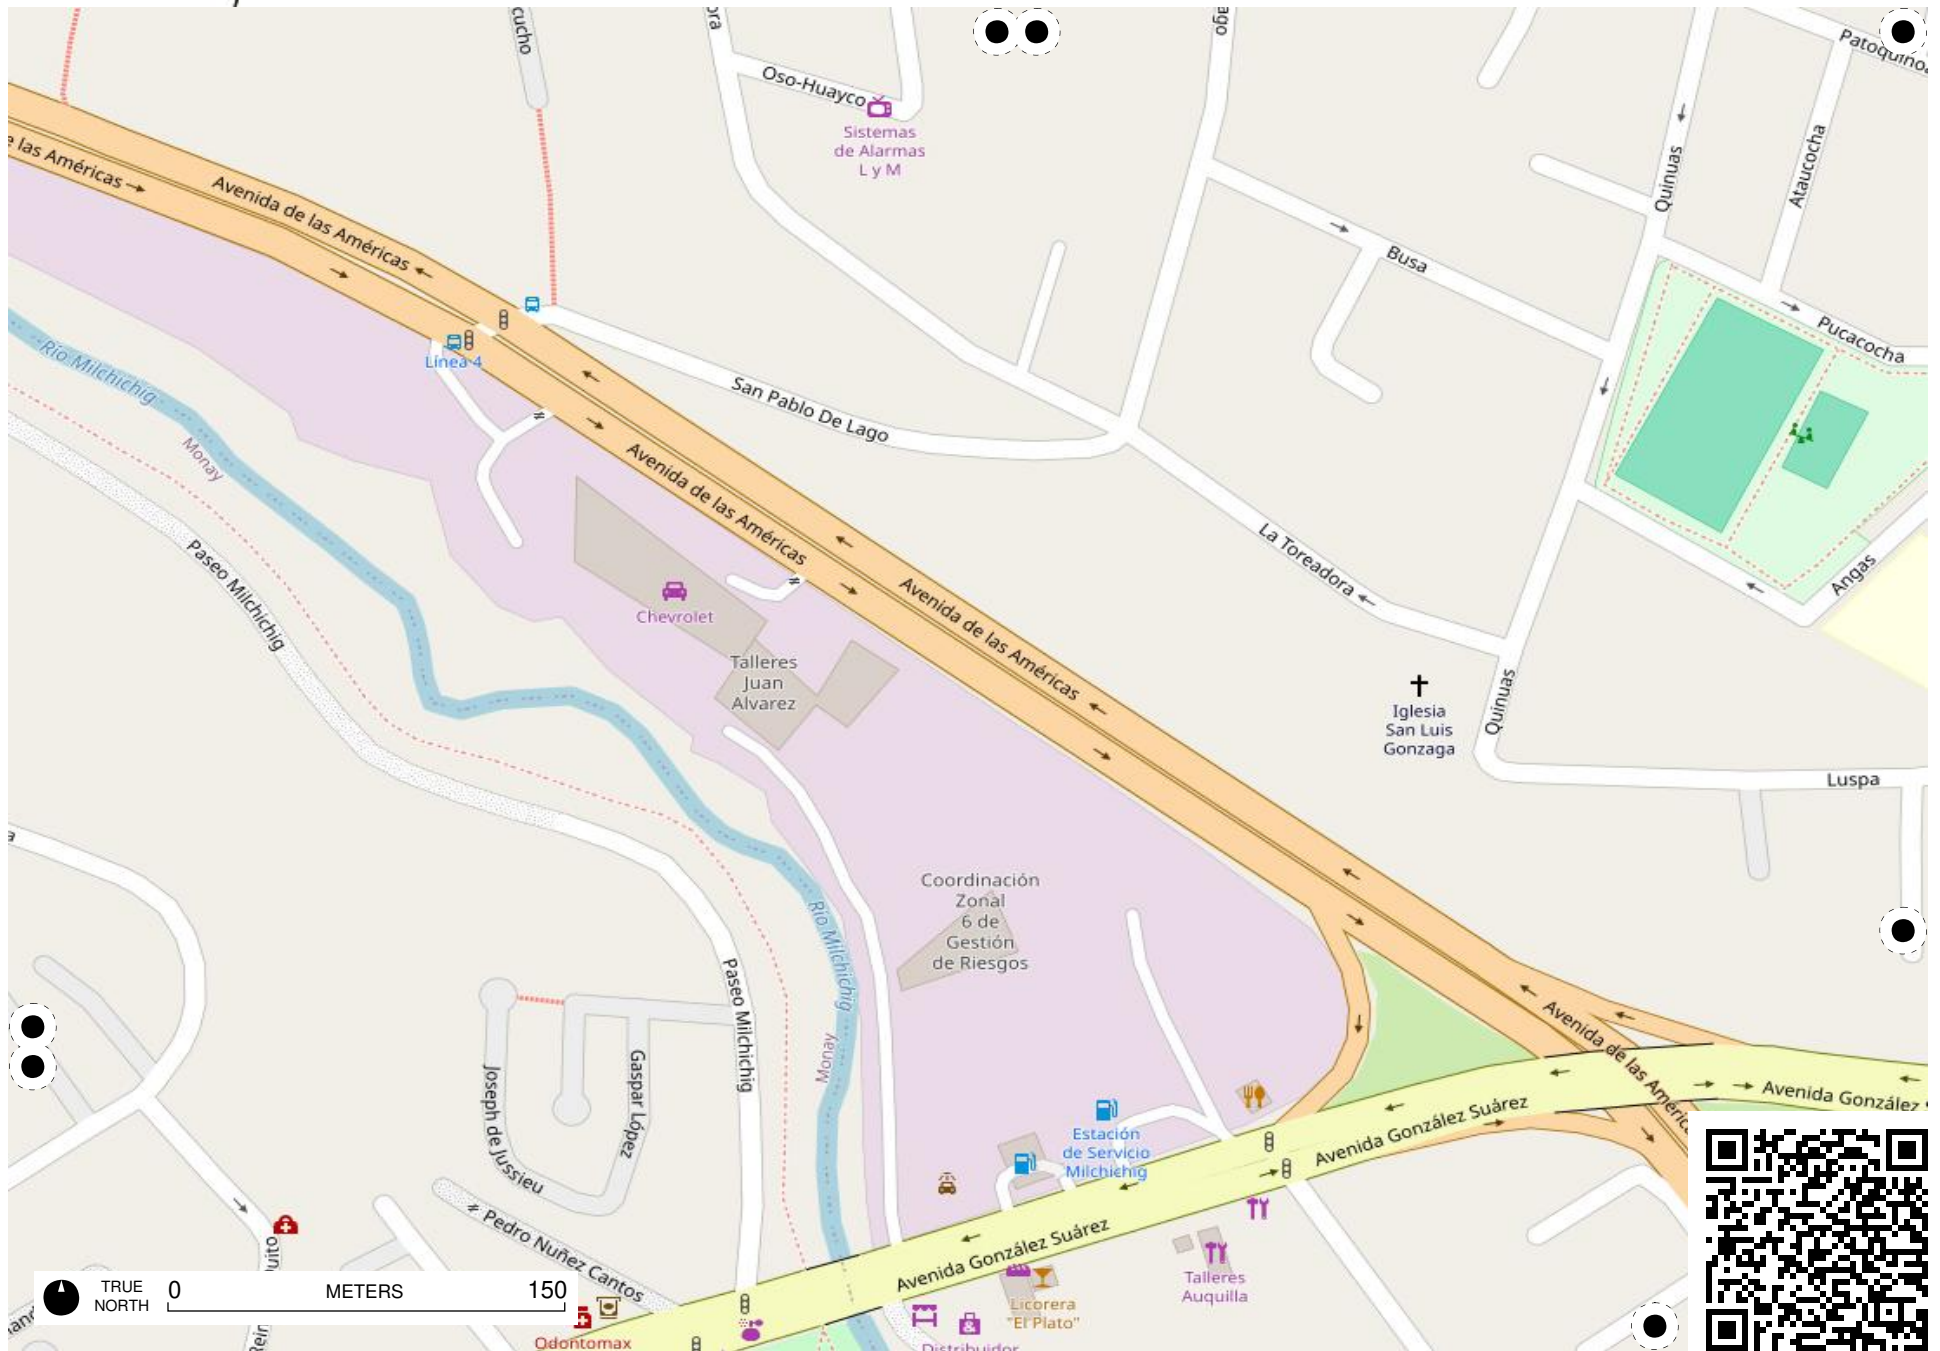 cucho
Oso-Huayco
Sistemas
de Alarmas
L y M
Patoquino
Quinuas
Ataucocha
e las Américas
Avenida de las Américas
Busa
Pucacocha
Línea 4
Río Milchichig
Monay
San Pablo De Lago
Avenida de las Américas
La Toreadora
Angas
Paseo Milchichig
Chevrolet
Avenida de las Américas
Talleres
Juan
Alvarez
Iglesia
San Luis
Gonzaga
Quinuas
Luspa
Coordinación
Zonal
6 de
Gestión
de Riesgos
Río Milchichig
Paseo Milchichig
Monay
Avenida de las América
Gaspar López
Joseph de Jussieu
Avenida González
Avenida González Suárez
Estación
de Servicio
Milchichig
Pedro Nuñez Cantos
Avenida González Suárez
Talleres
Auquilla
Licorera
"El Plato"
Distribuidor
Odontomax
TRUE
NORTH
0 METERS 150